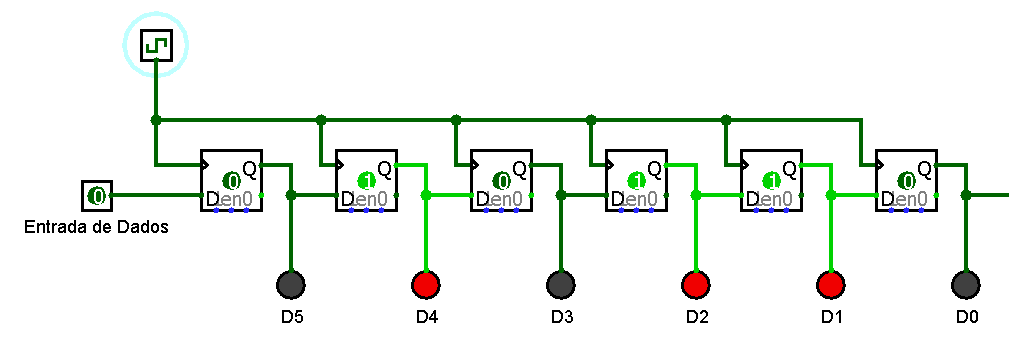 Q Q Q Q Q Q
0 1 0 1 1 0
0
D en0 D en0 D en0 D en0 D en0 D en0
Entrada de Dados
D5 D4 D3 D2 D1 D0